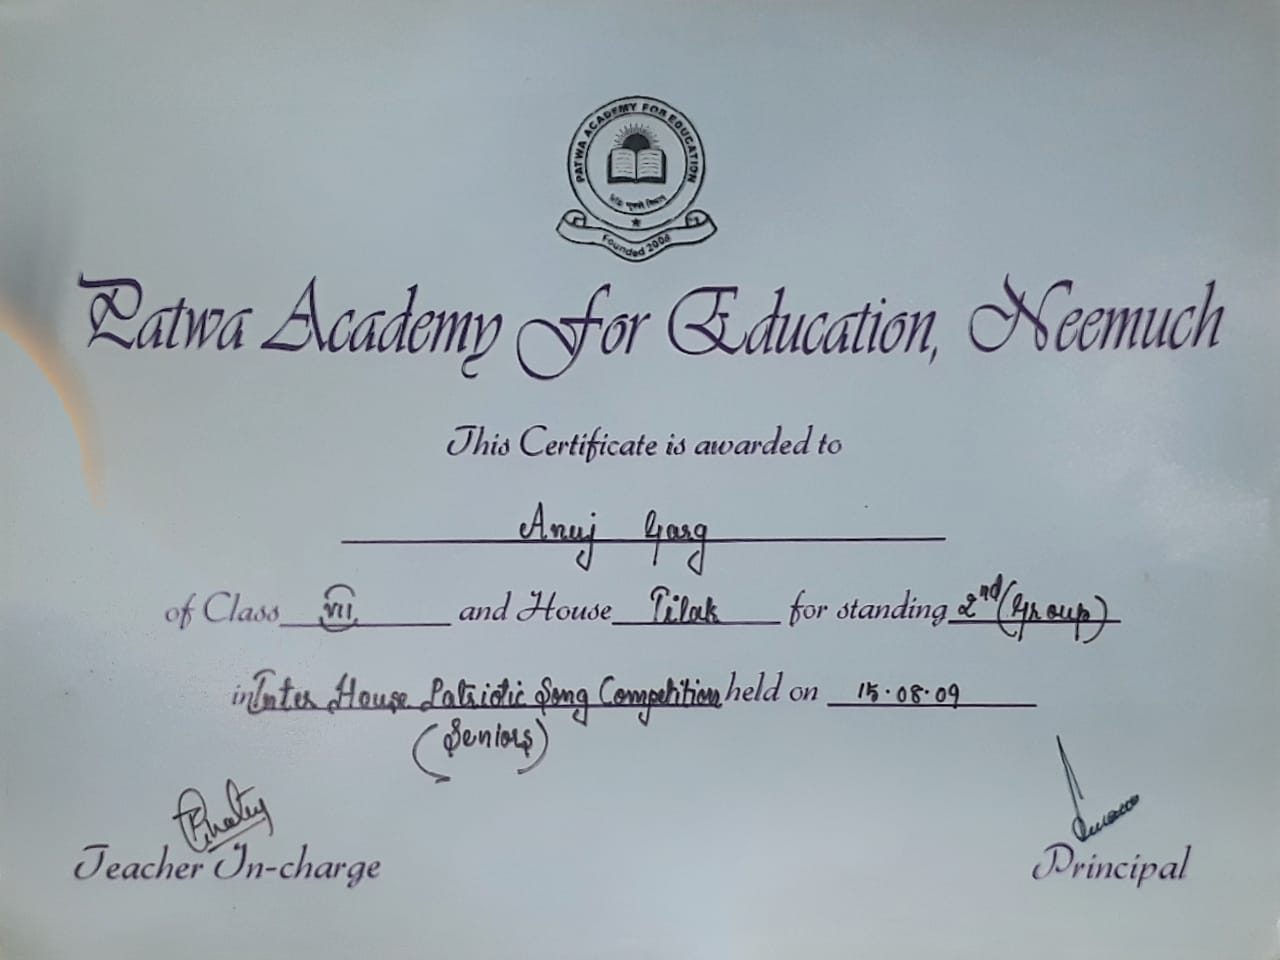 PATWA ACADEMY FOR EDUCATION
Founded 2008
Patwa Academy For Education, Neemuch
This Certificate is awarded to
Anuj Garg
of Class VII and House Tilak for standing 2nd (Group)
in Inter House Patriotic Song Competition held on 15.08.09
(Seniors)
Teacher In-charge
Principal